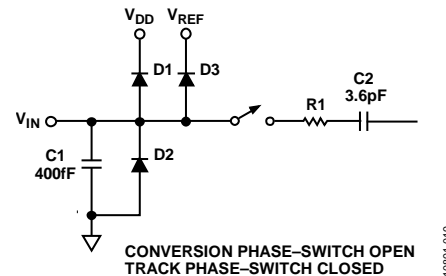 VDD VREF
D1 D3
C2
3.6pF
R1
VIN
C1
400fF
D2
CONVERSION PHASE–SWITCH OPEN
TRACK PHASE–SWITCH CLOSED